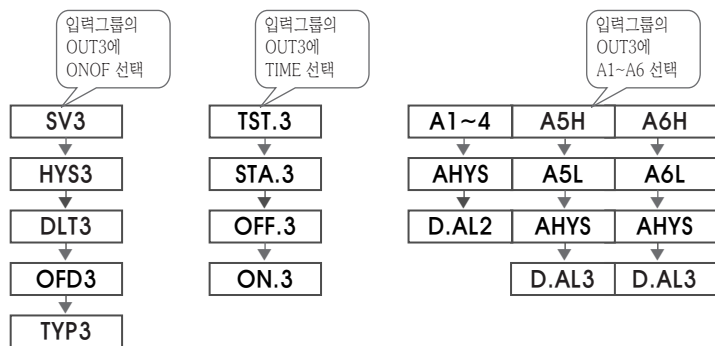 입력그룹의
OUT3에
ONOF 선택
입력그룹의
OUT3에
TIME 선택
입력그룹의
OUT3에
A1~A6 선택
SV3
HYS3
DLT3
OFD3
TYP3
TST.3
STA.3
OFF.3
ON.3
A1~4
AHYS
D.AL2
A5H
A5L
AHYS
D.AL3
A6H
A6L
AHYS
D.AL3